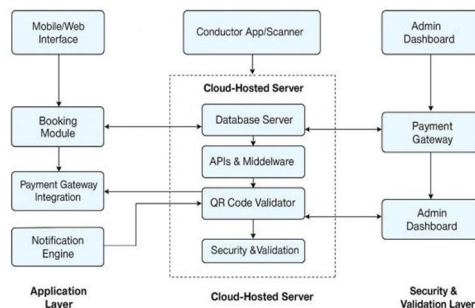 Mobile/Web
Interface
Conductor App/Scanner
Admin
Dashboard
Cloud-Hosted Server
Booking
Module
Database Server
Payment
Gateway
APIs & Middelware
Payment Gateway
Integration
QR Code Validator
Admin
Dashboard
Notification
Engine
Security &Validation
Application
Layer
Cloud-Hosted Server
Security &
Validation Layer